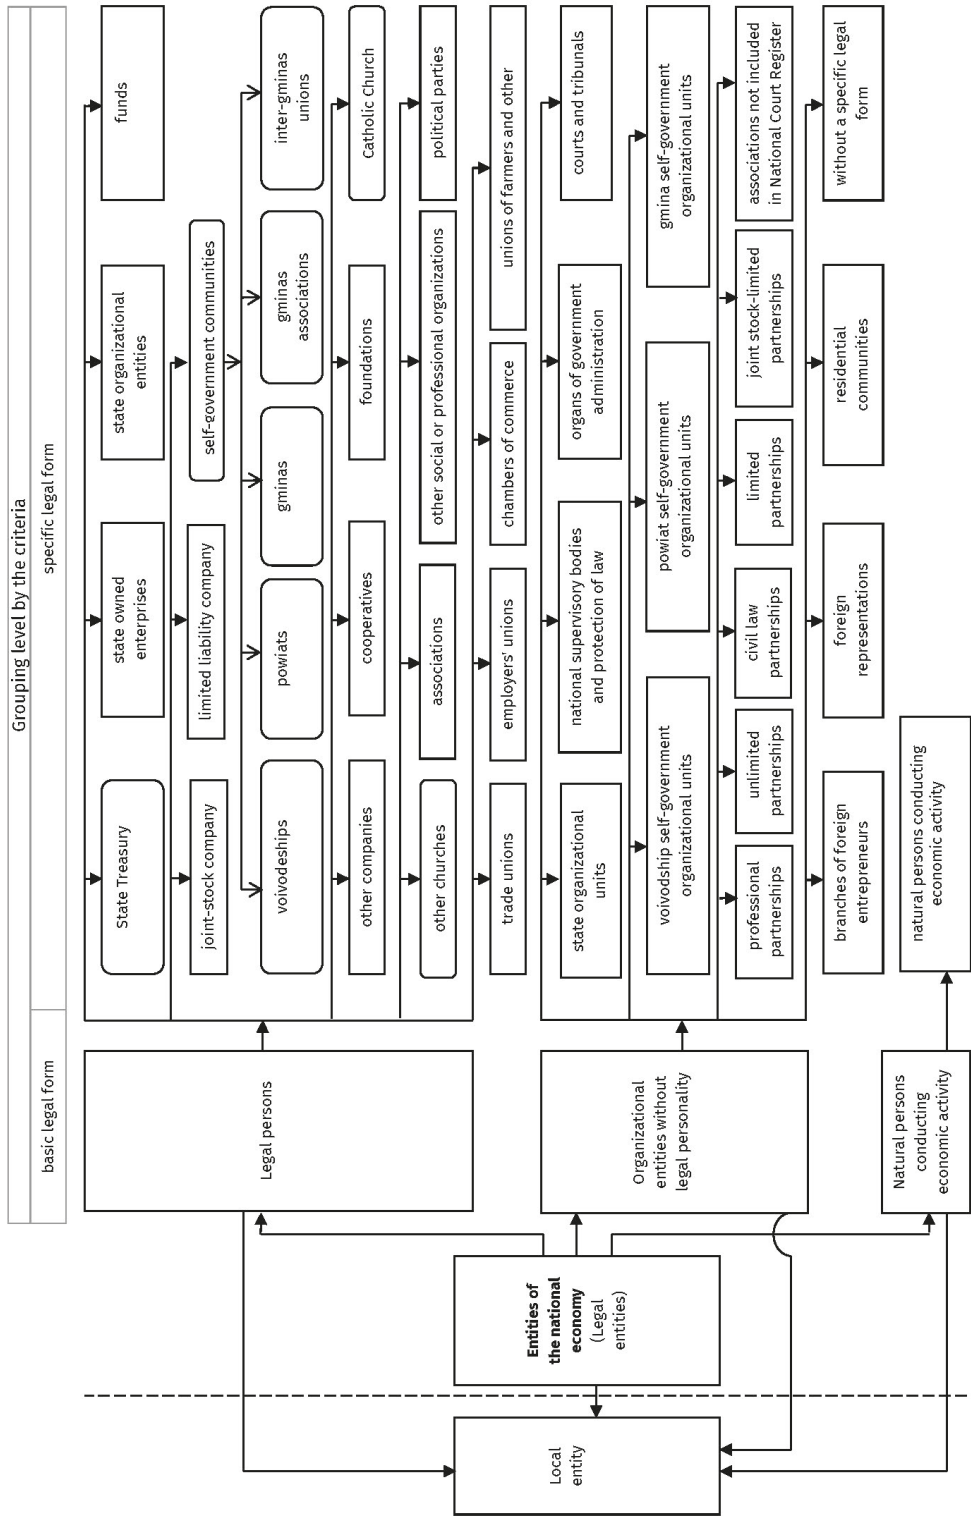 Grouping level by the criteria
basic legal form
specific legal form
Local
entity
Entities of
the national
economy
(Legal
entities)
Legal persons
State Treasury
state owned
enterprises
state organizational
entities
funds
joint-stock company
limited liability company
self-government communities
voivodeships
powiats
gminas
gminas
associations
inter-gminas
unions
other companies
cooperatives
foundations
Catholic Church
other churches
associations
other social or professional organizations
political parties
trade unions
employers' unions
chambers of commerce
unions of farmers and other
Organizational
entities without
legal personality
state organizational
units
national supervisory bodies
and protection of law
organs of government
administration
courts and tribunals
voivodship self-government
organizational units
powiat self-government
organizational units
gmina self-government
organizational units
professional
partnerships
unlimited
partnerships
civil law
partnerships
limited
partnerships
joint stock-limited
partnerships
associations not included
in National Court Register
branches of foreign
entrepreneurs
foreign
representations
residential
communities
without a specific legal
form
Natural persons
conducting
economic activity
natural persons conducting
economic activity